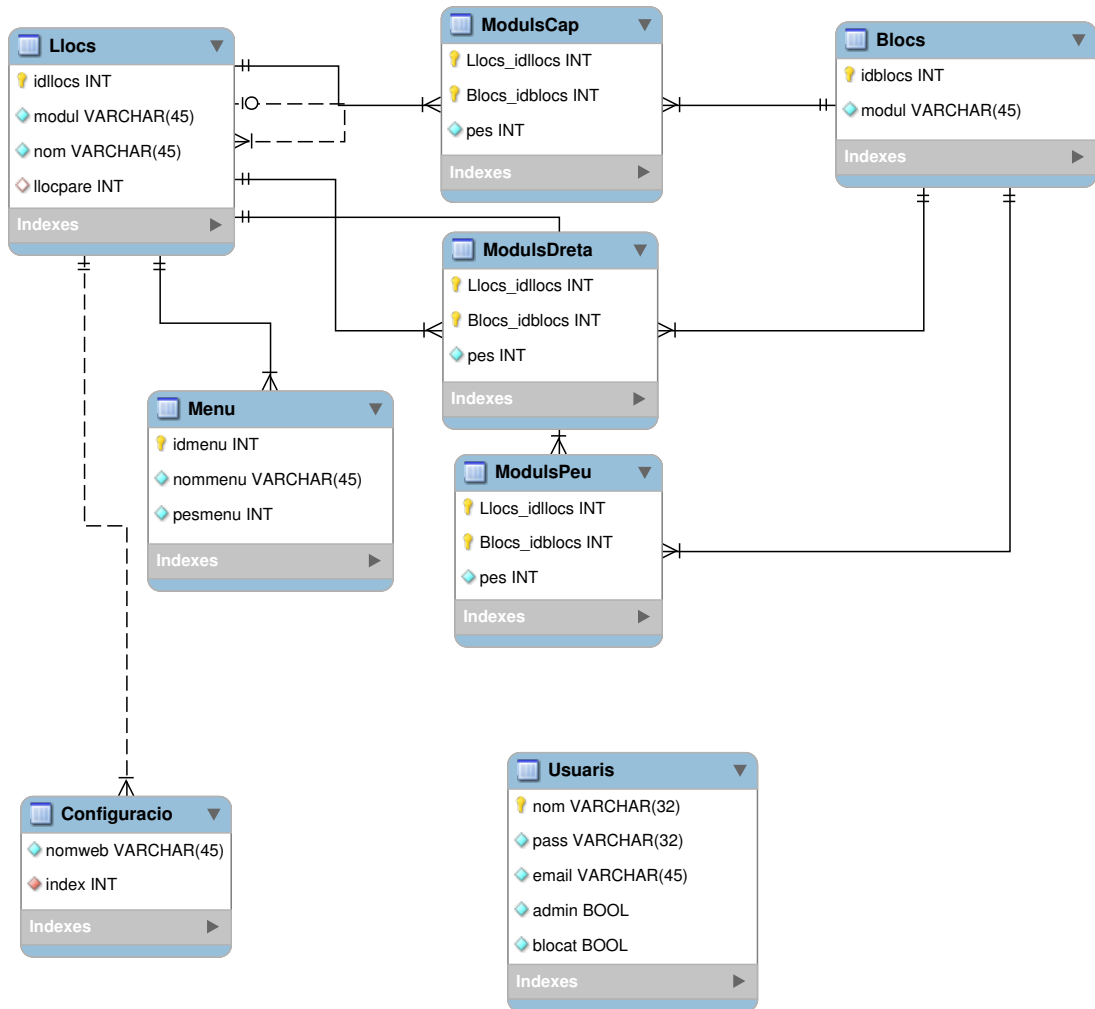 Llocs
idllocs INT
modul VARCHAR(45)
nom VARCHAR(45)
llocpare INT
Indexes
ModulsCap
Llocs_idllocs INT
Blocs_idblocs INT
pes INT
Indexes
Blocs
idblocs INT
modul VARCHAR(45)
Indexes
ModulsDreta
Llocs_idllocs INT
Blocs_idblocs INT
pes INT
Indexes
Menu
idmenu INT
nommenu VARCHAR(45)
pesmenu INT
Indexes
ModulsPeu
Llocs_idllocs INT
Blocs_idblocs INT
pes INT
Indexes
Configuracio
nomweb VARCHAR(45)
index INT
Indexes
Usuaris
nom VARCHAR(32)
pass VARCHAR(32)
email VARCHAR(45)
admin BOOL
blocat BOOL
Indexes